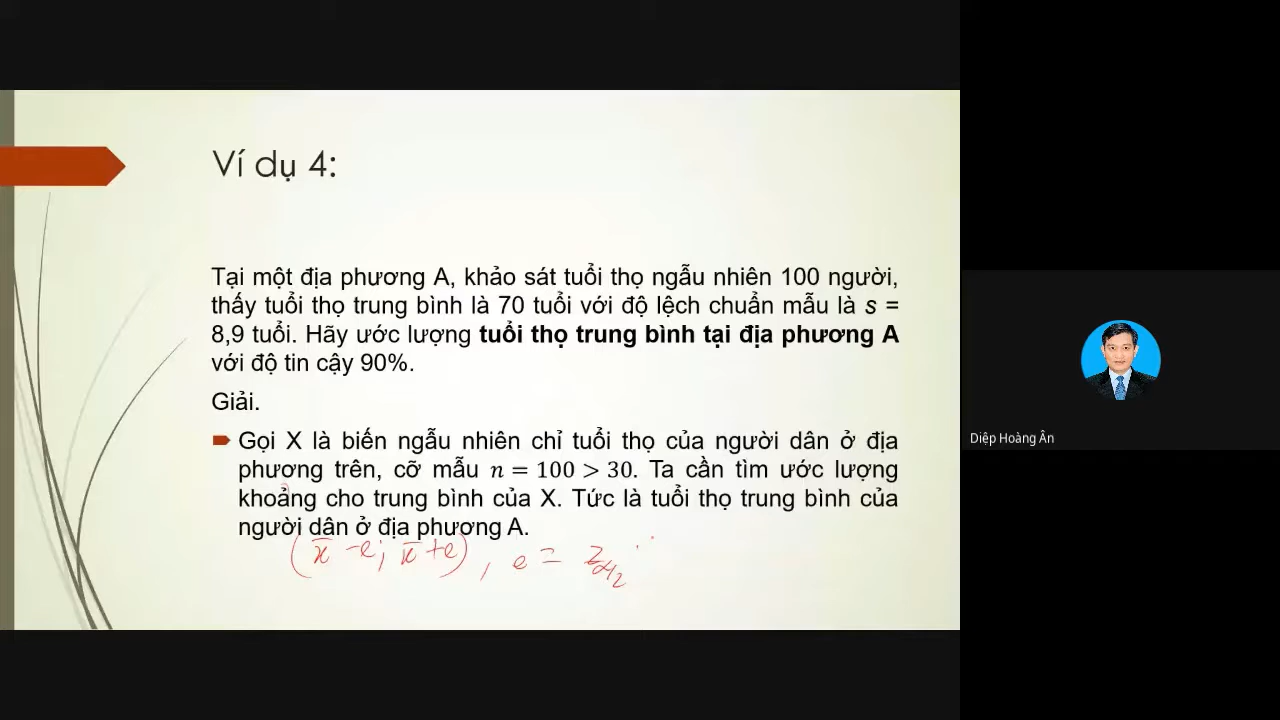 Ví dụ 4:
Tại một địa phương A, khảo sát tuổi thọ ngẫu nhiên 100 người,
thấy tuổi thọ trung bình là 70 tuổi với độ lệch chuẩn mẫu là s =
8,9 tuổi. Hãy ước lượng tuổi thọ trung bình tại địa phương A
với độ tin cậy 90%.
Giải.
Gọi X là biến ngẫu nhiên chỉ tuổi thọ của người dân ở địa
phương trên, cỡ mẫu n = 100 > 30. Ta cần tìm ước lượng
khoảng cho trung bình của X. Tức là tuổi thọ trung bình của
người dân ở địa phương A.
(x̄ - e; x̄ + e), e = z_{α/2}
Diệp Hoàng Ân